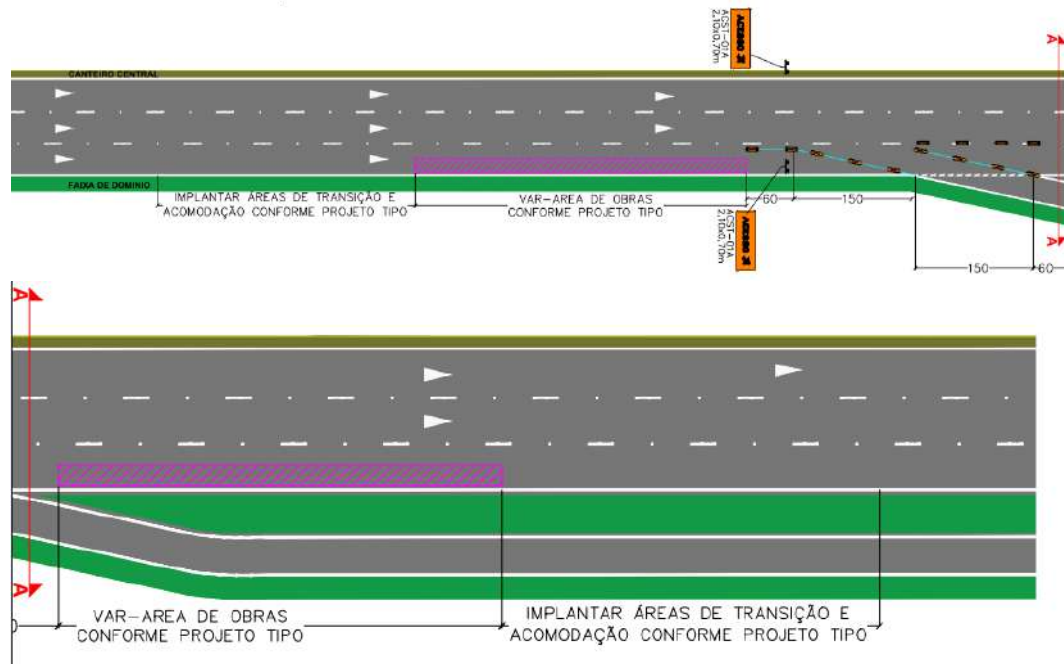 ACESSO X
ACST-01A
2,10x0,70m
A
CANTEIRO CENTRAL
FAIXA DE DOMINIO
IMPLANTAR ÁREAS DE TRANSIÇÃO E
ACOMODAÇÃO CONFORME PROJETO TIPO
VAR-AREA DE OBRAS
CONFORME PROJETO TIPO
60
150
ACESSO X
ACST-01A
2,10x0,70m
A
150
60
A
A
VAR-AREA DE OBRAS
CONFORME PROJETO TIPO
IMPLANTAR ÁREAS DE TRANSIÇÃO E
ACOMODAÇÃO CONFORME PROJETO TIPO